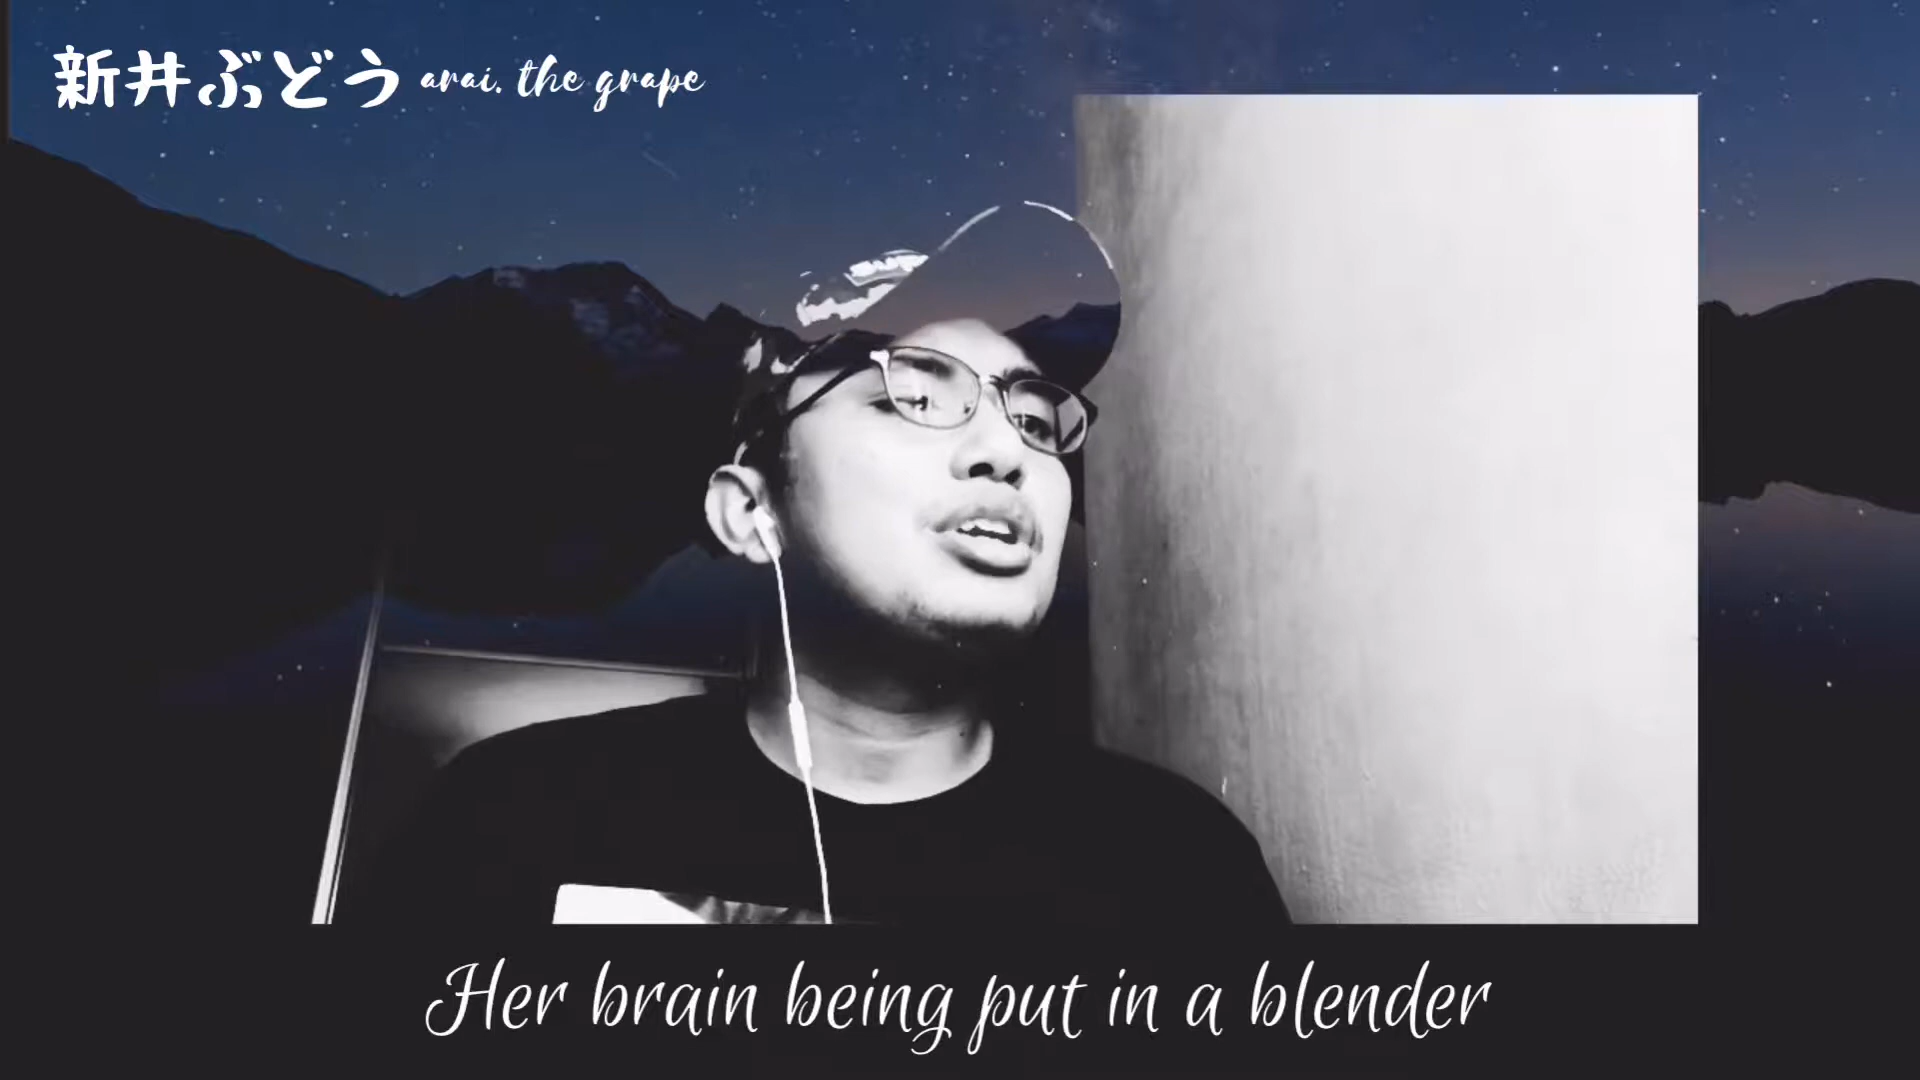 新井ぶどう arai. the grape
Her brain being put in a blender